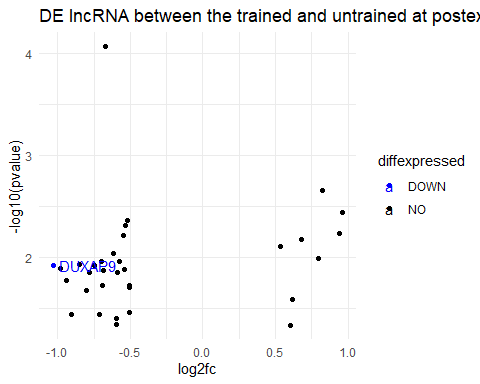 DE lncRNA between the trained and untrained at postex
4
3
2
-log10(pvalue)
DUXAP9
-1.0 -0.5 0.0 0.5 1.0
log2fc
diffexpressed
a DOWN
a NO